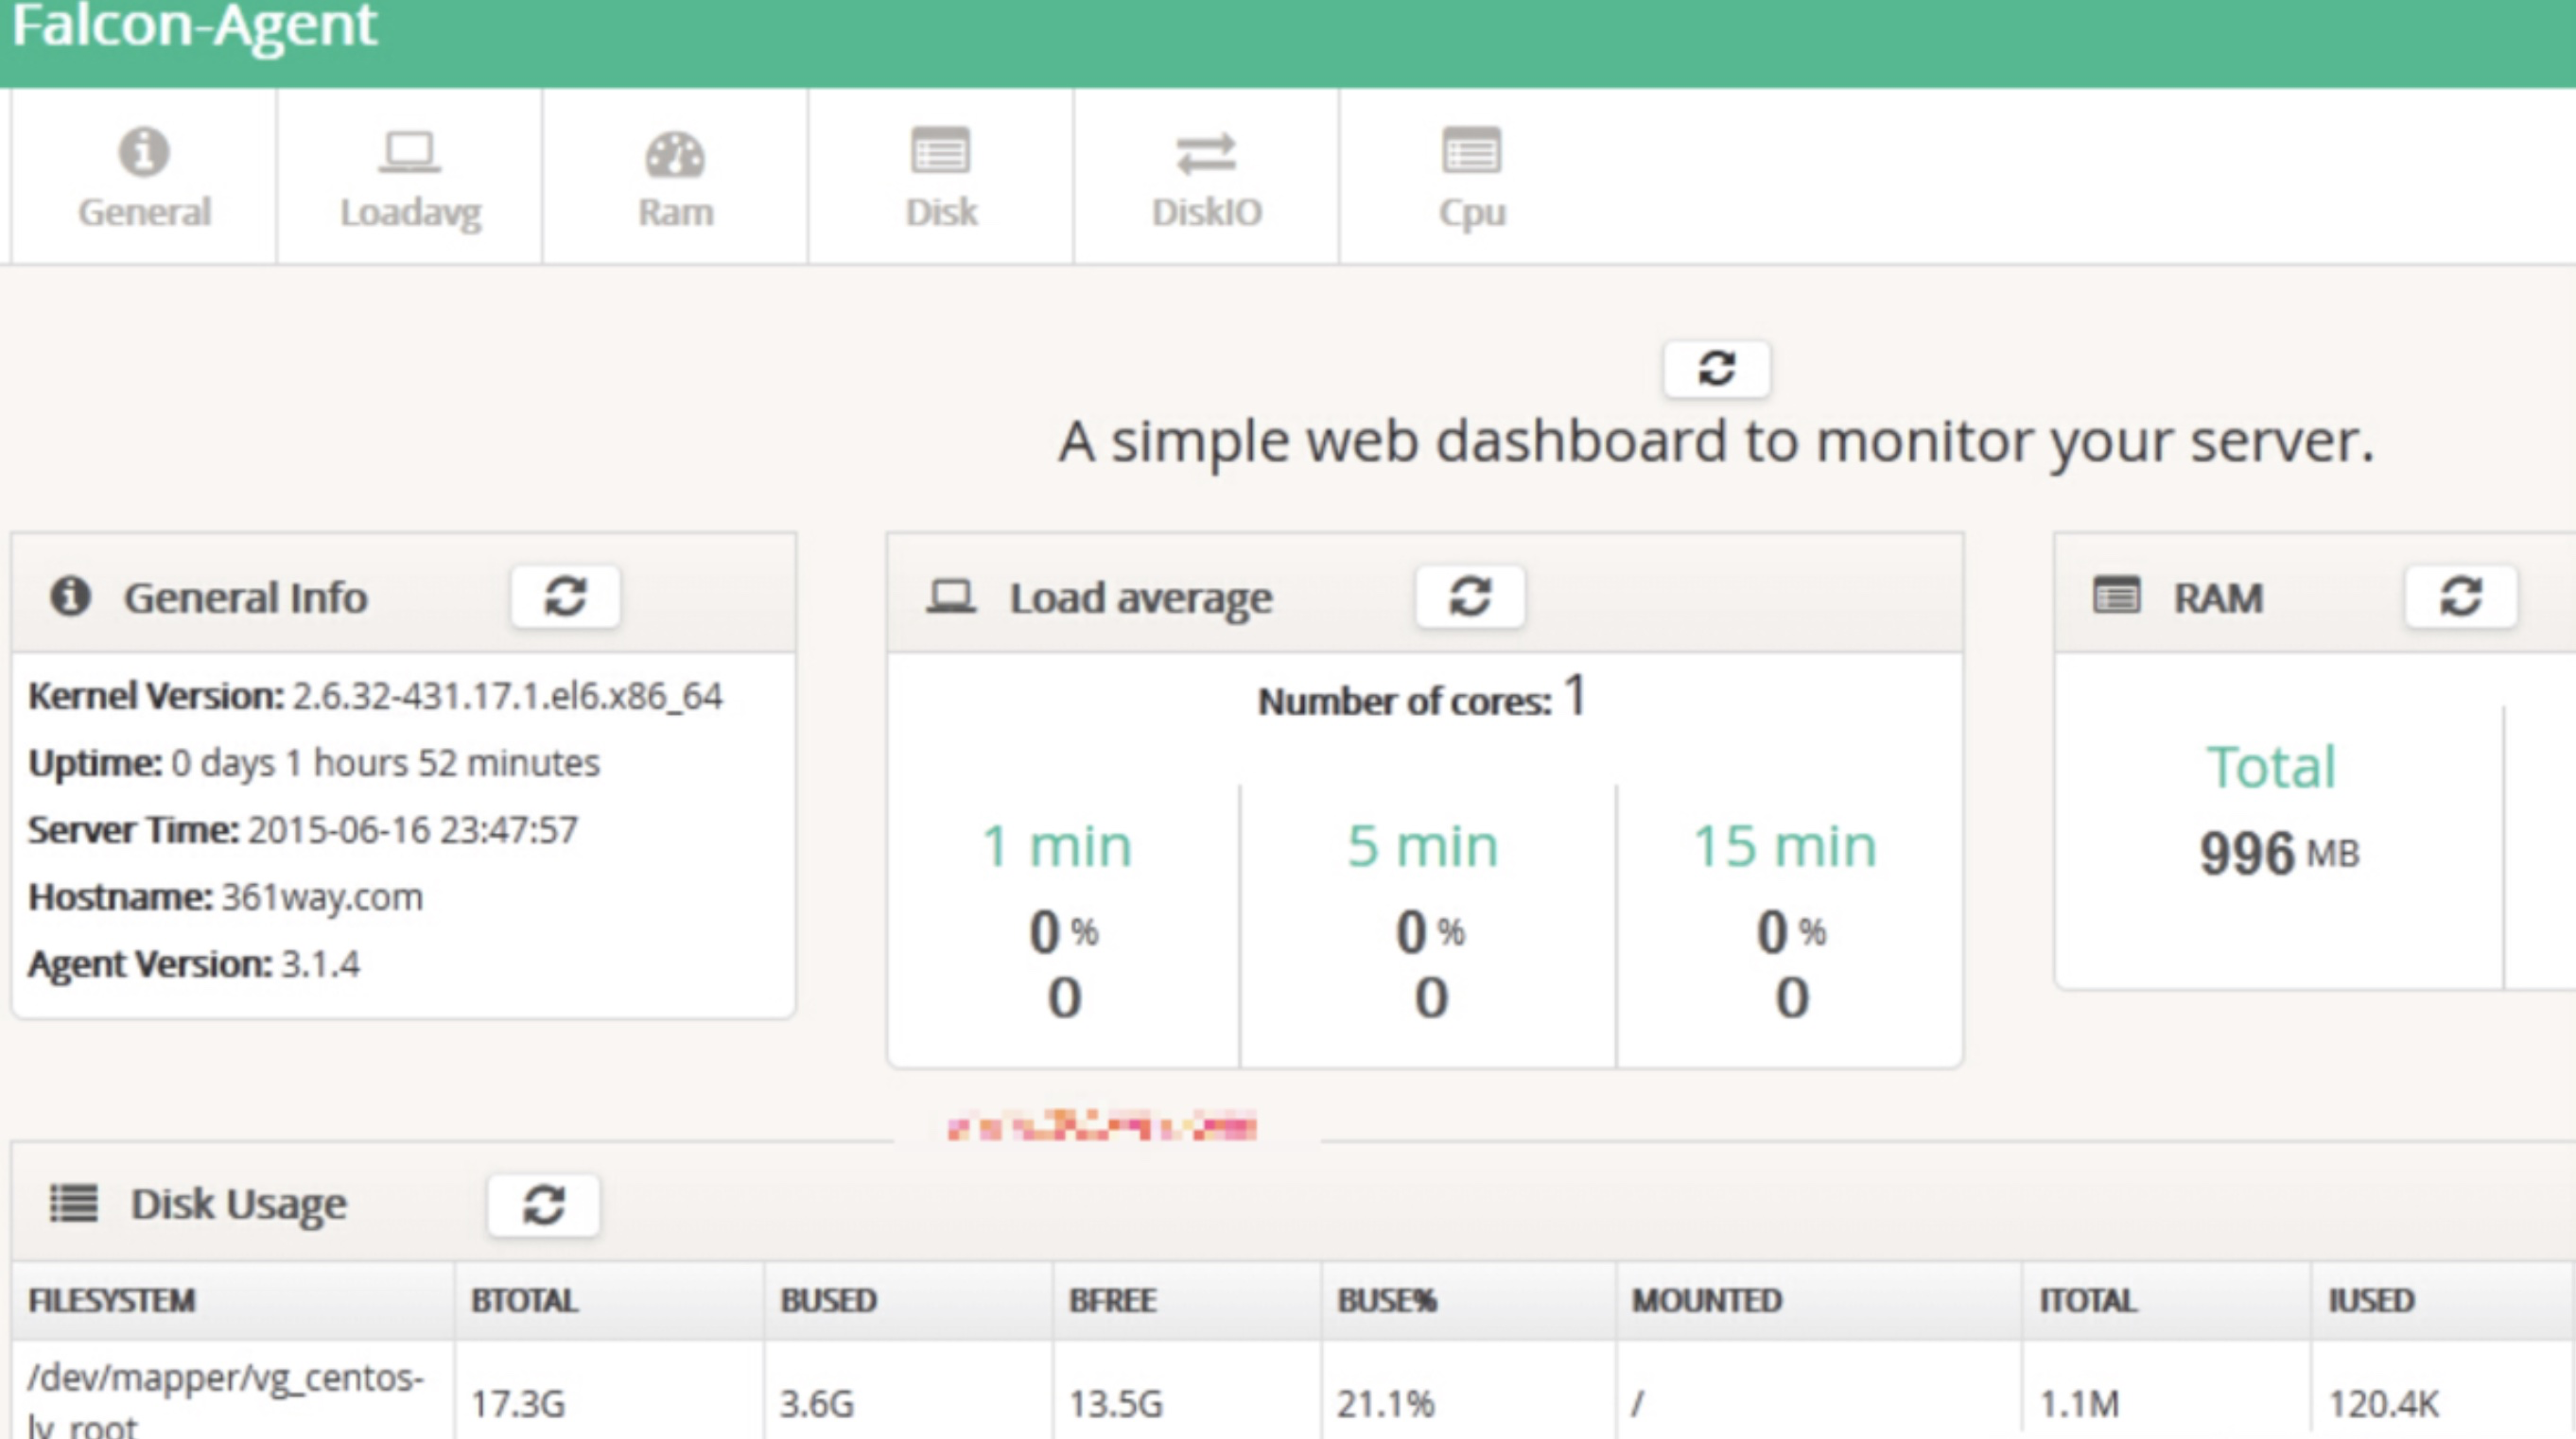 Falcon-Agent
General Loadavg Ram Disk DiskIO Cpu
A simple web dashboard to monitor your server.
General Info
Kernel Version: 2.6.32-431.17.1.el6.x86_64
Uptime: 0 days 1 hours 52 minutes
Server Time: 2015-06-16 23:47:57
Hostname: 361way.com
Agent Version: 3.1.4
Load average
Number of cores: 1
1 min 5 min 15 min
0 % 0 % 0 %
0 0 0
RAM
Total
996 MB
Disk Usage
FILESYSTEM BTOTAL BUSED BFREE BUSE% MOUNTED ITOTAL IUSED
/dev/mapper/vg_centos-
lv_root 17.3G 3.6G 13.5G 21.1% / 1.1M 120.4K